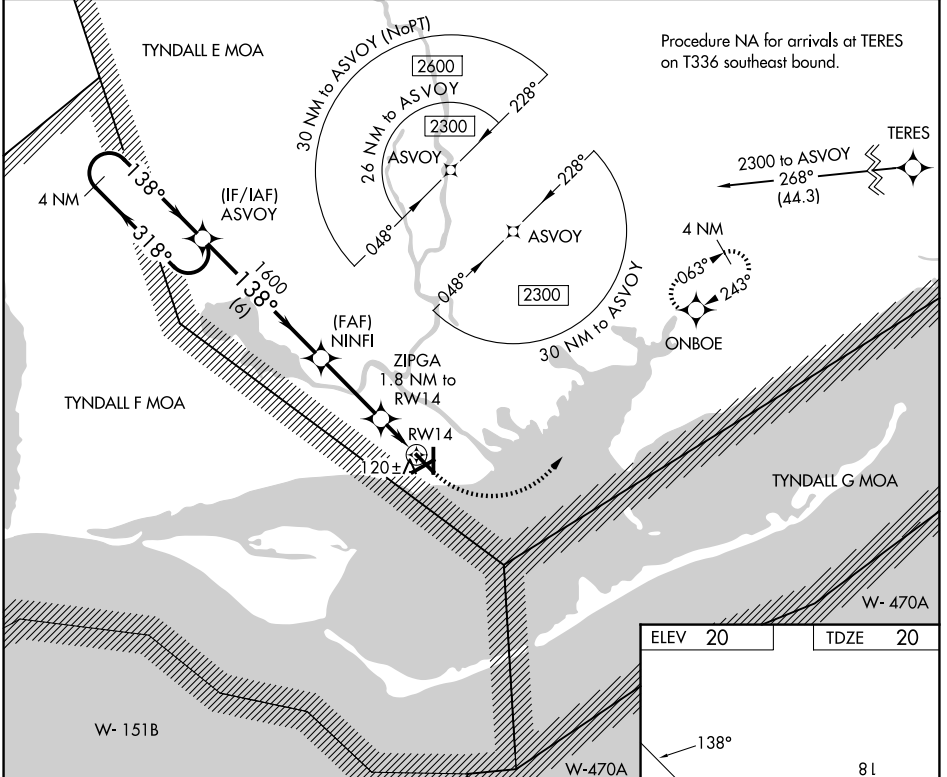 TYNDALL E MOA
30 NM to ASVOY (NoPT)
2600
26 NM to ASVOY
2300
ASVOY
228°
048°
Procedure NA for arrivals at TERES
on T336 southeast bound.
TERES
2300 to ASVOY
268°
(44.3)
4 NM
138°
318°
(IF/IAF)
ASVOY
228°
ASVOY
048°
2300
30 NM to ASVOY
4 NM
063°
243°
ONBOE
1600
138°
(6)
(FAF)
NINFI
ZIPGA
1.8 NM to
RW14
RW14
120±
TYNDALL F MOA
TYNDALL G MOA
W-470A
W-151B
W-470A
ELEV 20
TDZE 20
138°
81